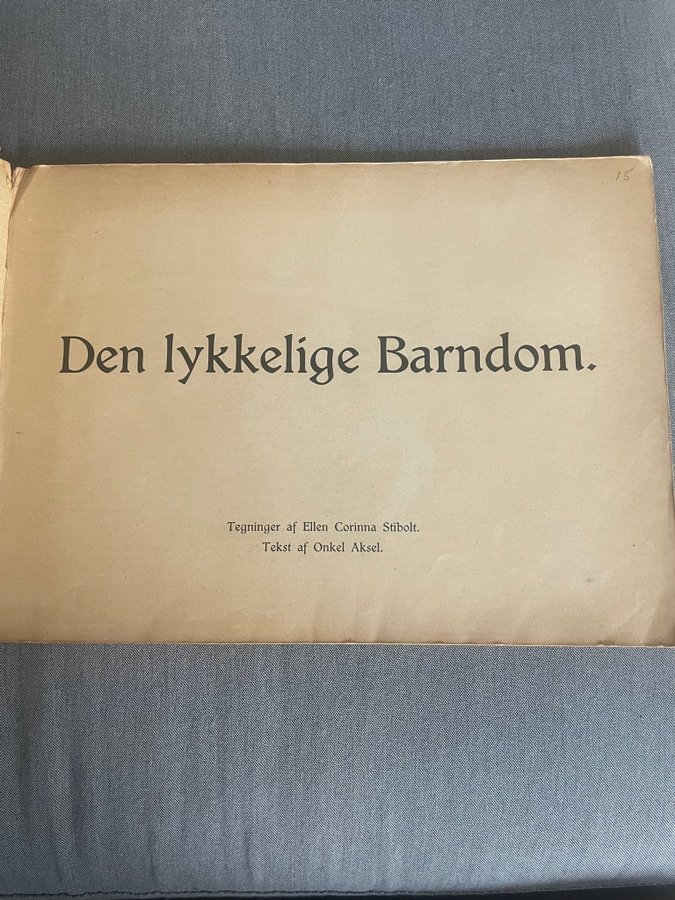 15
Den lykkelige Barndom.
Tegninger af Ellen Corinna Stibolt.
Tekst af Onkel Aksel.